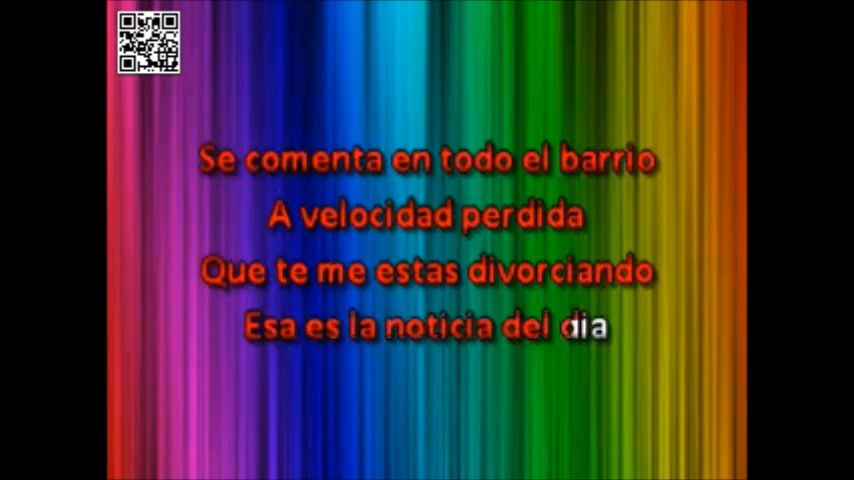 Se comenta en todo el barrio
A velocidad perdida
Que te me estas divorciando
Esa es la noticia del dia